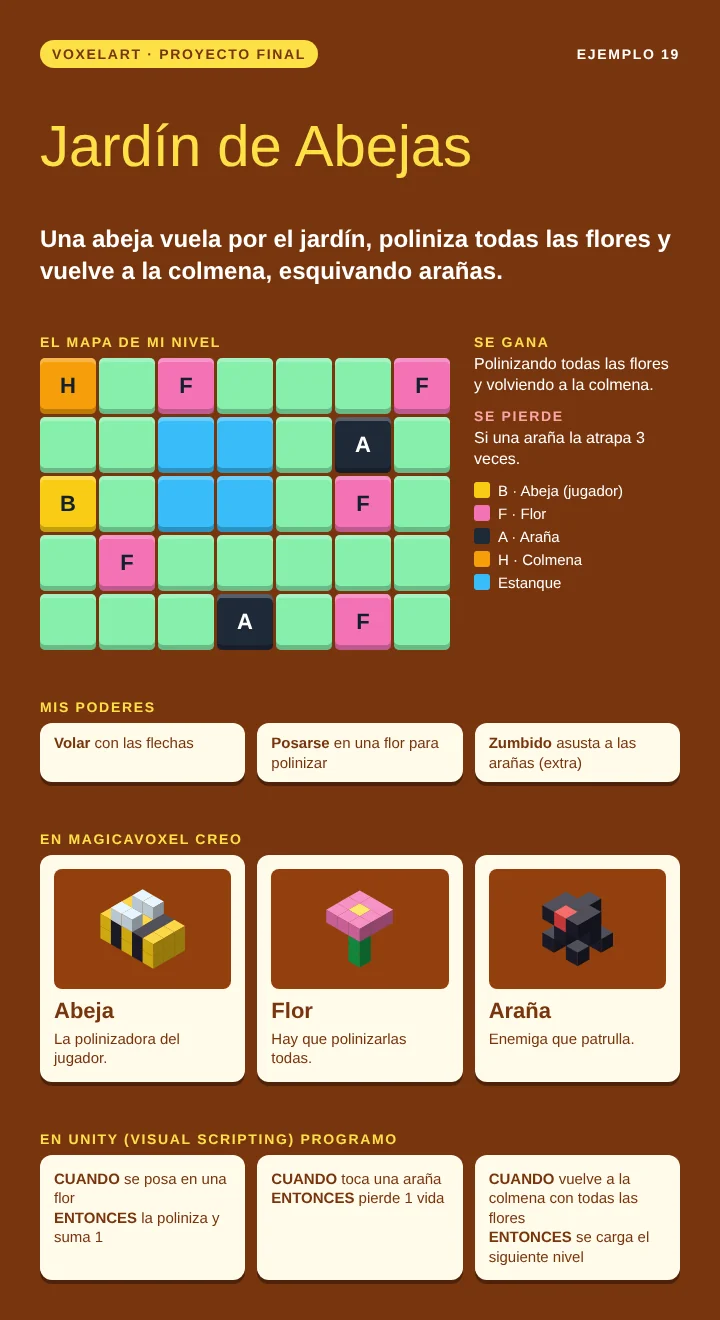 VOXELART · PROYECTO FINAL
EJEMPLO 19
Jardín de Abejas
Una abeja vuela por el jardín, poliniza todas las flores y
vuelve a la colmena, esquivando arañas.
EL MAPA DE MI NIVEL
H F F
A
B F
F
A F
SE GANA
Polinizando todas las flores
y volviendo a la colmena.
SE PIERDE
Si una araña la atrapa 3
veces.
B · Abeja (jugador)
F · Flor
A · Araña
H · Colmena
Estanque
MIS PODERES
Volar con las flechas
Posarse en una flor para
polinizar
Zumbido asusta a las
arañas (extra)
EN MAGICAVOXEL CREO
Abeja
La polinizadora del
jugador.
Flor
Hay que polinizarlas
todas.
Araña
Enemiga que patrulla.
EN UNITY (VISUAL SCRIPTING) PROGRAMO
CUANDO se posa en una
flor
ENTONCES la poliniza y
suma 1
CUANDO toca una araña
ENTONCES pierde 1 vida
CUANDO vuelve a la
colmena con todas las
flores
ENTONCES se carga el
siguiente nivel